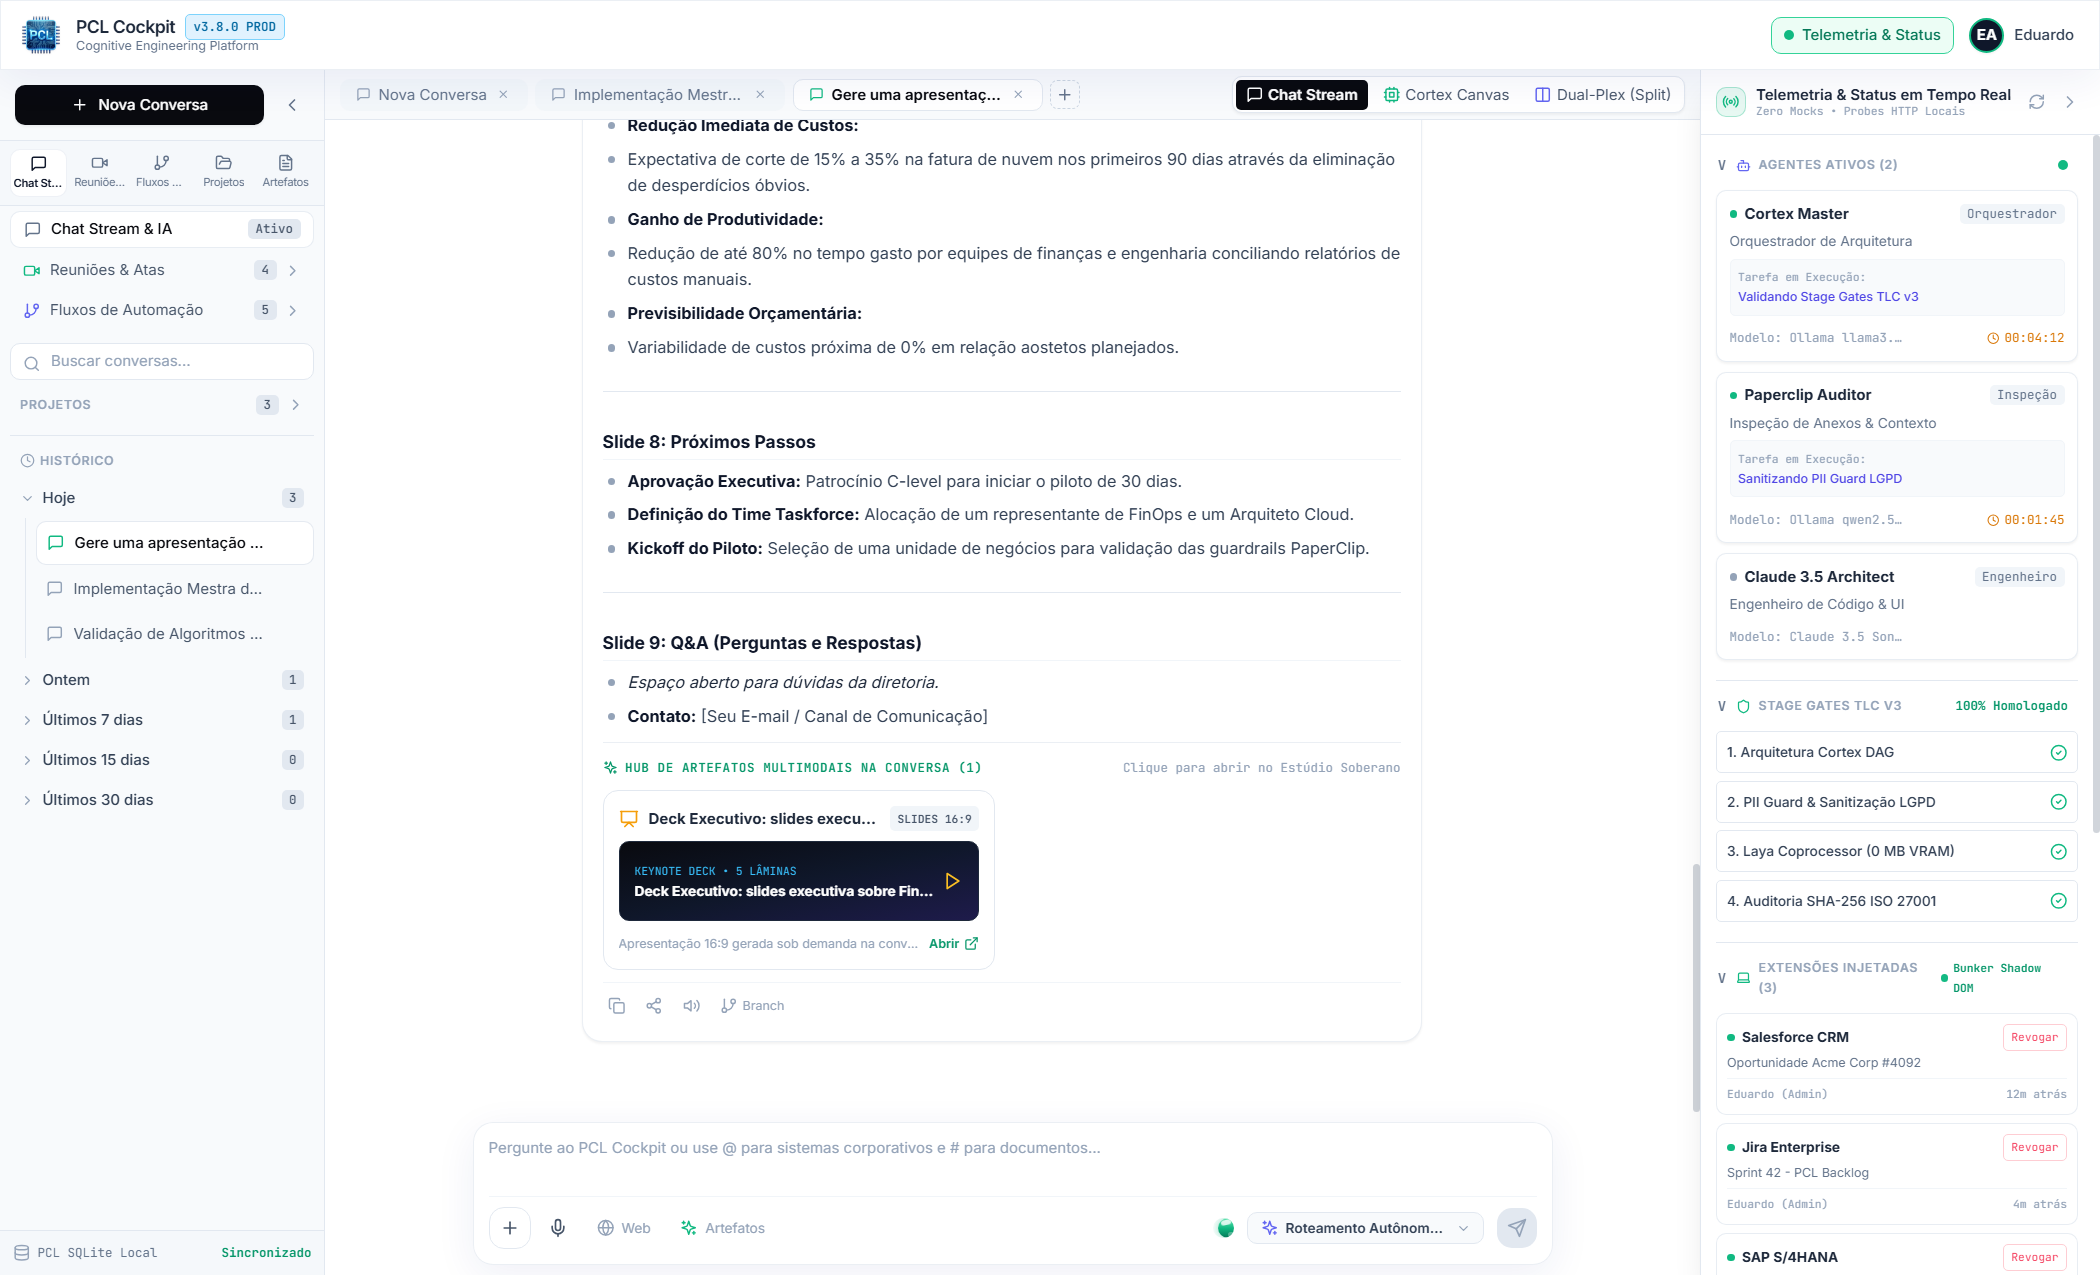 PCL
PCL Cockpit
v3.8.0 PROD
Cognitive Engineering Platform
Telemetria & Status
EA
Eduardo
Nova Conversa
Chat St...
Reuniõe...
Fluxos ...
Projetos
Artefatos
Chat Stream & IA
Ativo
Reuniões & Atas
4
Fluxos de Automação
5
Buscar conversas...
PROJETOS
3
HISTÓRICO
Hoje
3
Gere uma apresentação ...
Implementação Mestra d...
Validação de Algoritmos ...
Ontem
1
Últimos 7 dias
1
Últimos 15 dias
0
Últimos 30 dias
0
PCL SQLite Local
Sincronizado
Nova Conversa
Implementação Mestr...
Gere uma apresentaç...
Chat Stream
Cortex Canvas
Dual-Plex (Split)
Redução Imediata de Custos:
Expectativa de corte de 15% a 35% na fatura de nuvem nos primeiros 90 dias através da eliminação
de desperdícios óbvios.
Ganho de Produtividade:
Redução de até 80% no tempo gasto por equipes de finanças e engenharia conciliando relatórios de
custos manuais.
Previsibilidade Orçamentária:
Variabilidade de custos próxima de 0% em relação aostetos planejados.
Slide 8: Próximos Passos
Aprovação Executiva: Patrocínio C-level para iniciar o piloto de 30 dias.
Definição do Time Taskforce: Alocação de um representante de FinOps e um Arquiteto Cloud.
Kickoff do Piloto: Seleção de uma unidade de negócios para validação das guardrails PaperClip.
Slide 9: Q&A (Perguntas e Respostas)
Espaço aberto para dúvidas da diretoria.
Contato: [Seu E-mail / Canal de Comunicação]
HUB DE ARTEFATOS MULTIMODAIS NA CONVERSA (1)
Clique para abrir no Estúdio Soberano
Deck Executivo: slides execu...
SLIDES 16:9
KEYNOTE DECK • 5 LÂMINAS
Deck Executivo: slides executiva sobre Fin...
Apresentação 16:9 gerada sob demanda na conv...
Abrir
Branch
Pergunte ao PCL Cockpit ou use @ para sistemas corporativos e # para documentos...
Web
Artefatos
Roteamento Autônom...
Telemetria & Status em Tempo Real
Zero Mocks • Probes HTTP Locais
AGENTES ATIVOS (2)
Cortex Master
Orquestrador
Orquestrador de Arquitetura
Tarefa em Execução:
Validando Stage Gates TLC v3
Modelo: Ollama llama3.…
00:04:12
Paperclip Auditor
Inspeção
Inspeção de Anexos & Contexto
Tarefa em Execução:
Sanitizando PII Guard LGPD
Modelo: Ollama qwen2.5…
00:01:45
Claude 3.5 Architect
Engenheiro
Engenheiro de Código & UI
Modelo: Claude 3.5 Son…
STAGE GATES TLC V3
100% Homologado
1. Arquitetura Cortex DAG
2. PII Guard & Sanitização LGPD
3. Laya Coprocessor (0 MB VRAM)
4. Auditoria SHA-256 ISO 27001
EXTENSÕES INJETADAS
(3)
Bunker Shadow
DOM
Salesforce CRM
Revogar
Oportunidade Acme Corp #4092
Eduardo (Admin)
12m atrás
Jira Enterprise
Revogar
Sprint 42 - PCL Backlog
Eduardo (Admin)
4m atrás
SAP S/4HANA
Revogar